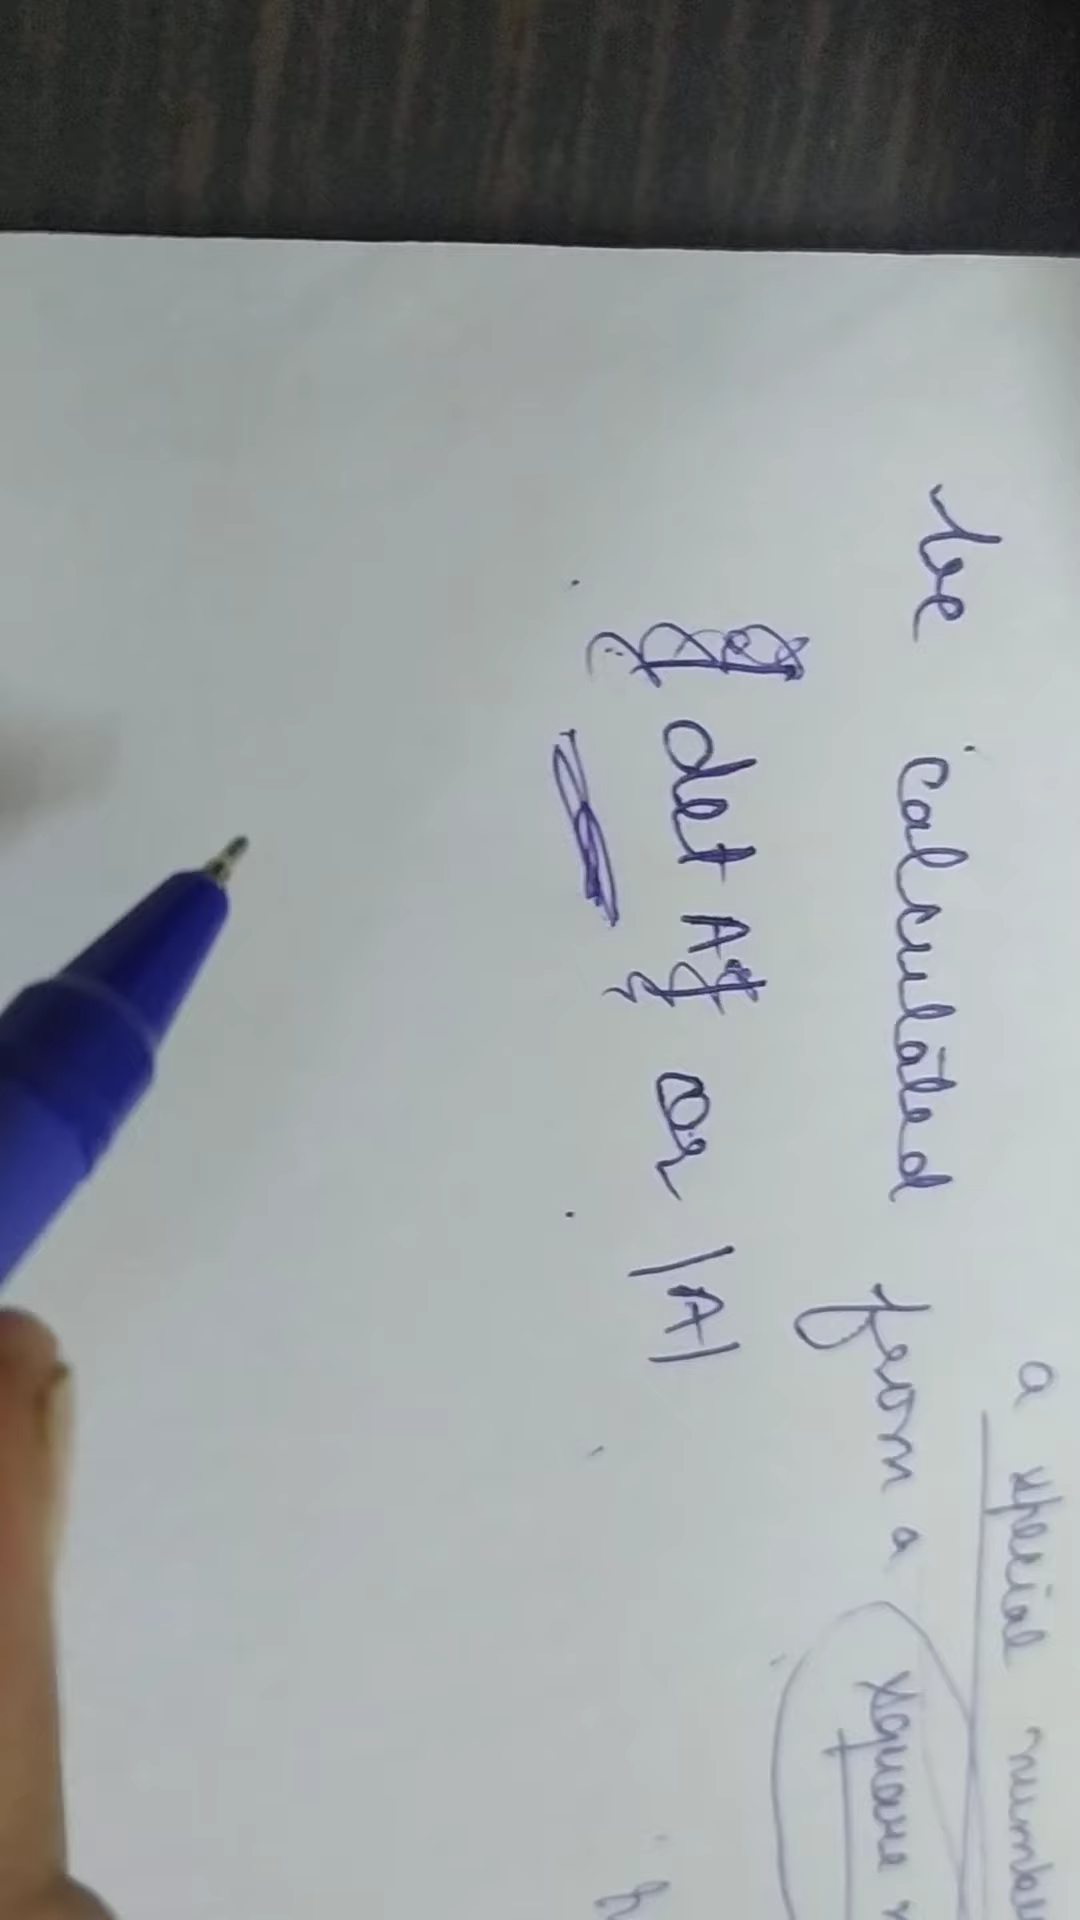 a special number
be calculated from a square
{ det A } or |A|